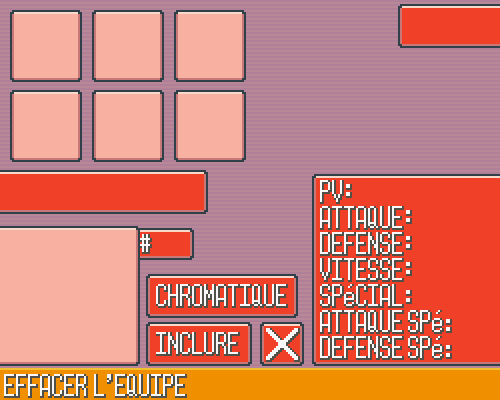 PV:
ATTAQUE:
#
DEFENSE:
VITESSE:
CHROMATIQUE
SPéCIAL:
ATTAQUE SPé:
INCLURE
DEFENSE SPé:
EFFACER L'EQUIPE